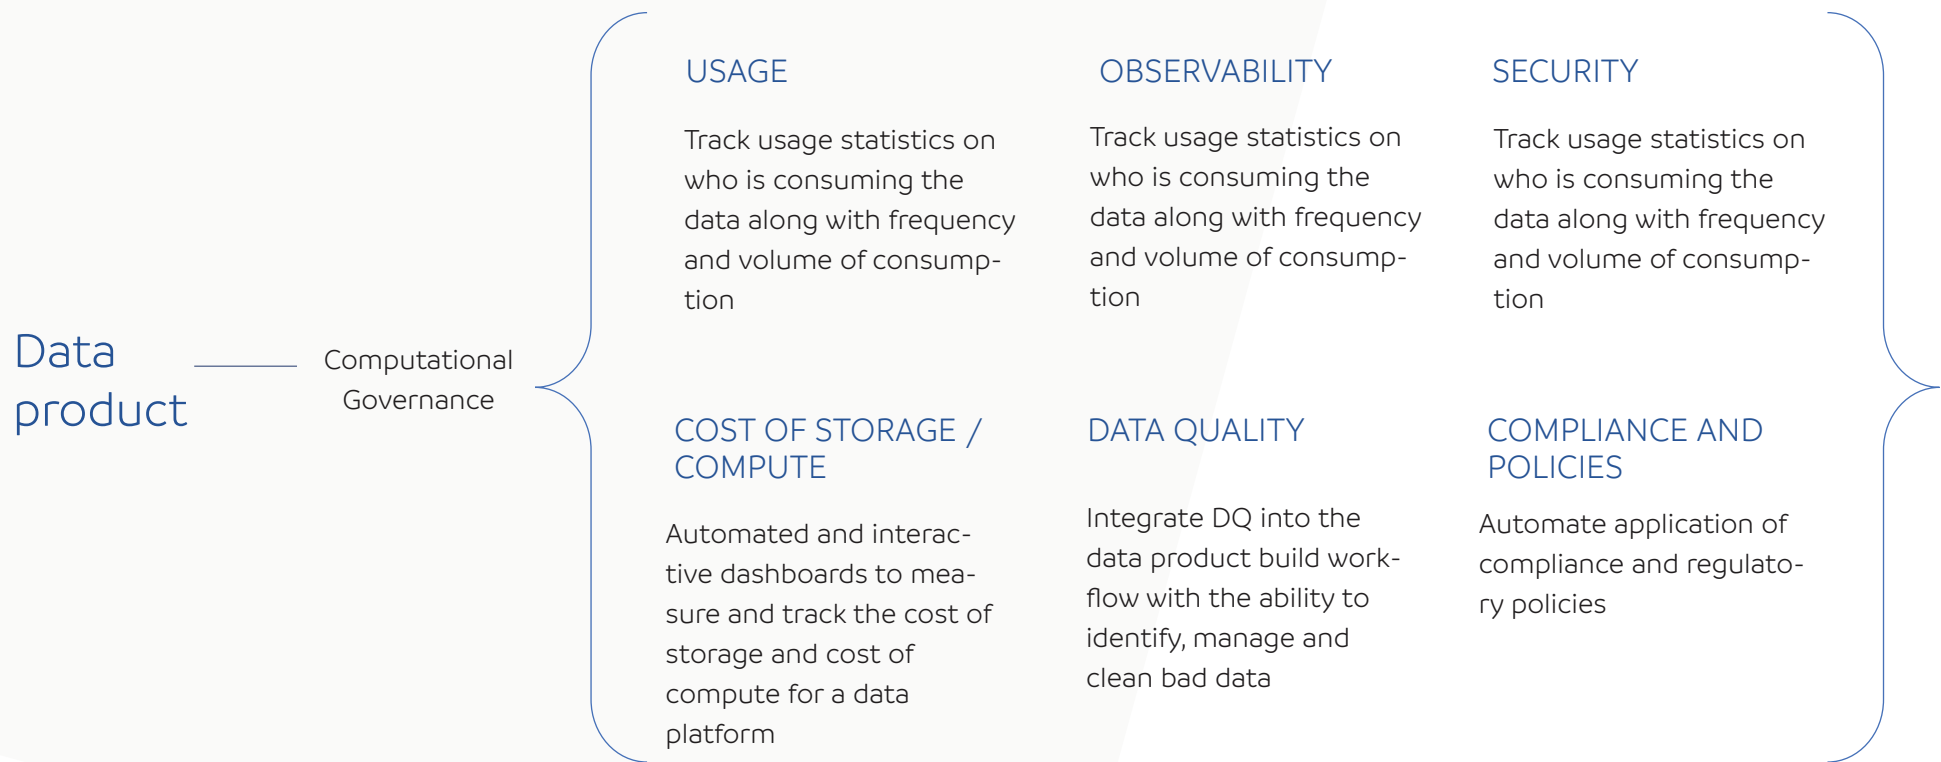 Data
product
Computational
Governance
USAGE
Track usage statistics on
who is consuming the
data along with frequency
and volume of consump-
tion
OBSERVABILITY
Track usage statistics on
who is consuming the
data along with frequency
and volume of consump-
tion
SECURITY
Track usage statistics on
who is consuming the
data along with frequency
and volume of consump-
tion
COST OF STORAGE /
COMPUTE
Automated and interac-
tive dashboards to mea-
sure and track the cost of
storage and cost of
compute for a data
platform
DATA QUALITY
Integrate DQ into the
data product build work-
flow with the ability to
identify, manage and
clean bad data
COMPLIANCE AND
POLICIES
Automate application of
compliance and regulato-
ry policies